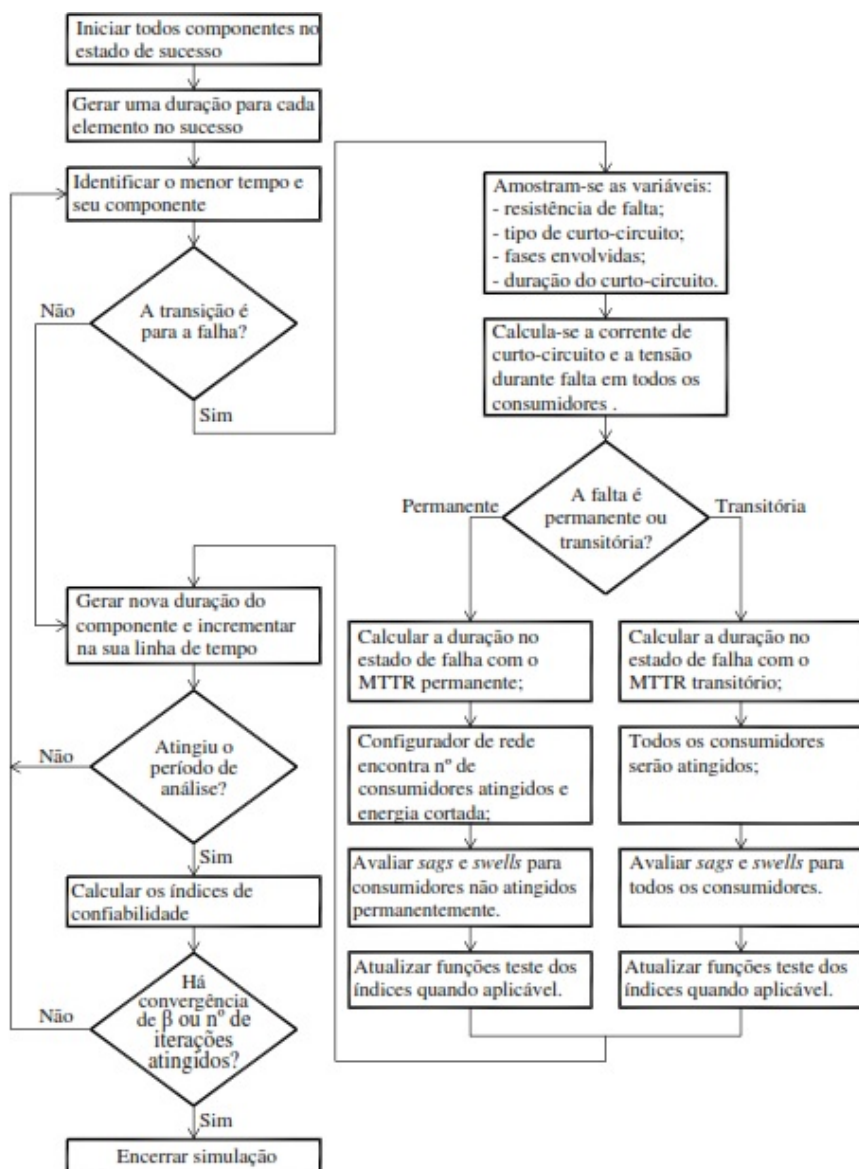 Iniciar todos componentes no
estado de sucesso
Gerar uma duração para cada
elemento no sucesso
Identificar o menor tempo e
seu componente
Não
A transição é
para a falha?
Sim
Amostram-se as variáveis:
- resistência de falta;
- tipo de curto-circuito;
- fases envolvidas;
- duração do curto-circuito.
Calcula-se a corrente de
curto-circuito e a tensão
durante falta em todos os
consumidores .
Permanente
A falta é
permanente ou
transitória?
Transitória
Gerar nova duração do
componente e incrementar
na sua linha de tempo
Calcular a duração no
estado de falha com o
MTTR permanente;
Calcular a duração no
estado de falha com o
MTTR transitório;
Não
Atingiu o
período de
análise?
Sim
Configurador de rede
encontra nº de
consumidores atingidos e
energia cortada;
Todos os consumidores
serão atingidos;
Calcular os índices de
confiabilidade
Avaliar sags e swells para
consumidores não atingidos
permanentemente.
Avaliar sags e swells para
todos os consumidores.
Atualizar funções teste dos
índices quando aplicável.
Atualizar funções teste dos
índices quando aplicável.
Não
Há
convergência
de β ou nº de
iterações
atingidos?
Sim
Encerrar simulação